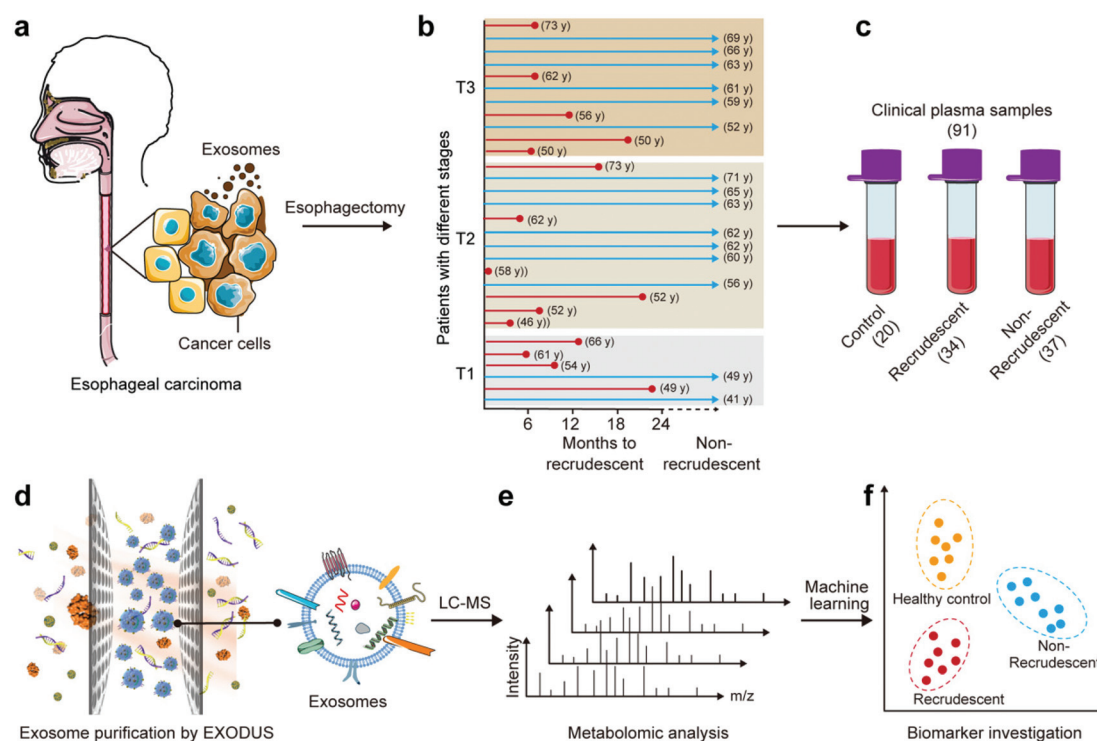 a
Exosomes
Cancer cells
Esophageal carcinoma
Esophagectomy
b
Patients with different stages
T3
(73 y)
(69 y)
(66 y)
(63 y)
(62 y)
(61 y)
(59 y)
(56 y)
(52 y)
(50 y)
(50 y)
T2
(73 y)
(71 y)
(65 y)
(63 y)
(62 y)
(62 y)
(62 y)
(60 y)
(58 y))
(56 y)
(52 y)
(52 y)
(46 y))
T1
(66 y)
(61 y)
(54 y)
(49 y)
(49 y)
(41 y)
6 12 18 24
Months to
recrudescent
Non-
recrudescent
c
Clinical plasma samples
(91)
Control
(20)
Recrudescent
(34)
Non-
Recrudescent
(37)
d
Exosome purification by EXODUS
Exosomes
LC-MS
e
Intensity
m/z
Metabolomic analysis
Machine
learning
f
Healthy control
Non-
Recrudescent
Recrudescent
Biomarker investigation